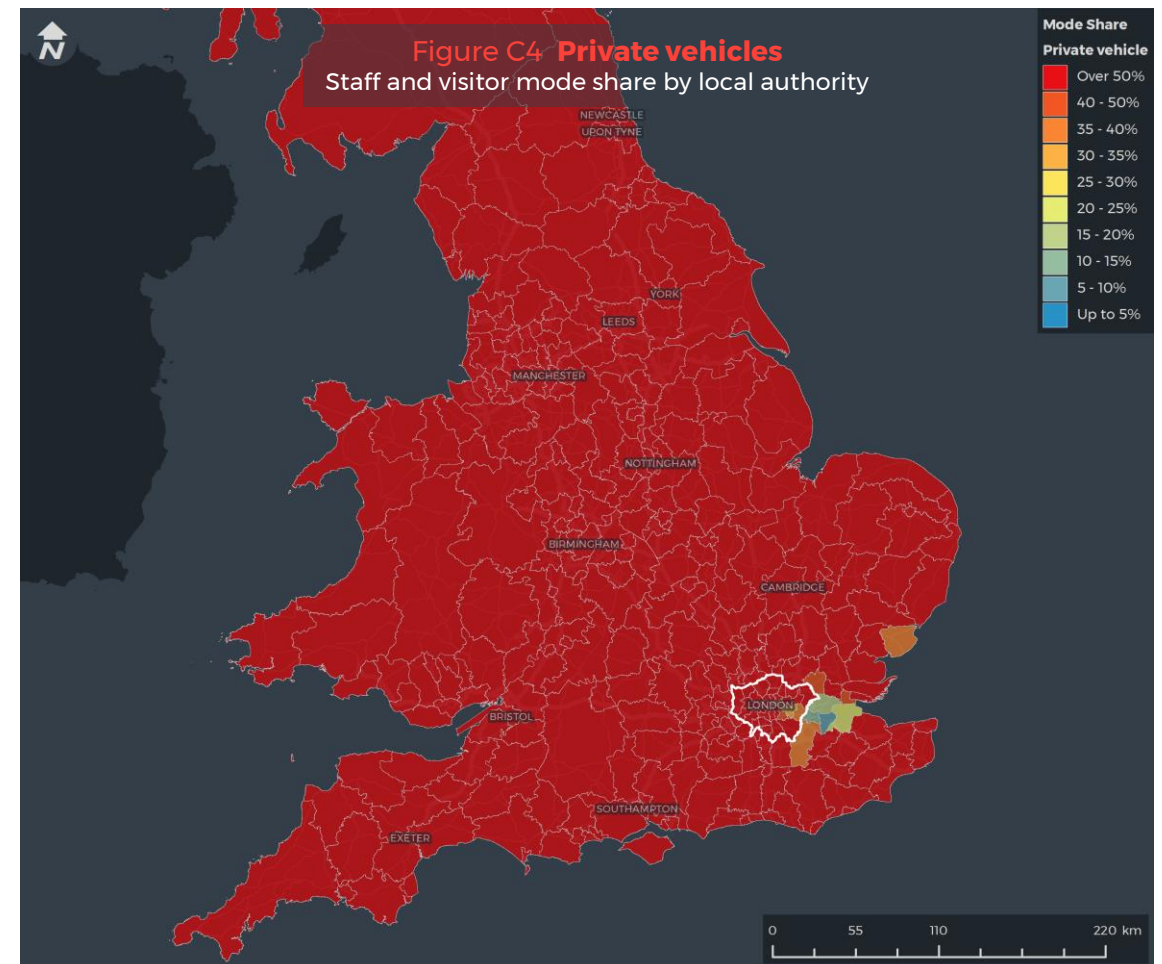 N
Figure C4 Private vehicles
Staff and visitor mode share by local authority
Mode Share
Private vehicle
Over 50%
40 - 50%
35 - 40%
30 - 35%
25 - 30%
20 - 25%
15 - 20%
10 - 15%
5 - 10%
Up to 5%
NEWCASTLE
UPON TYNE
YORK
LEEDS
MANCHESTER
NOTTINGHAM
BIRMINGHAM
CAMBRIDGE
LONDON
BRISTOL
SOUTHAMPTON
EXETER
0 55 110 220 km